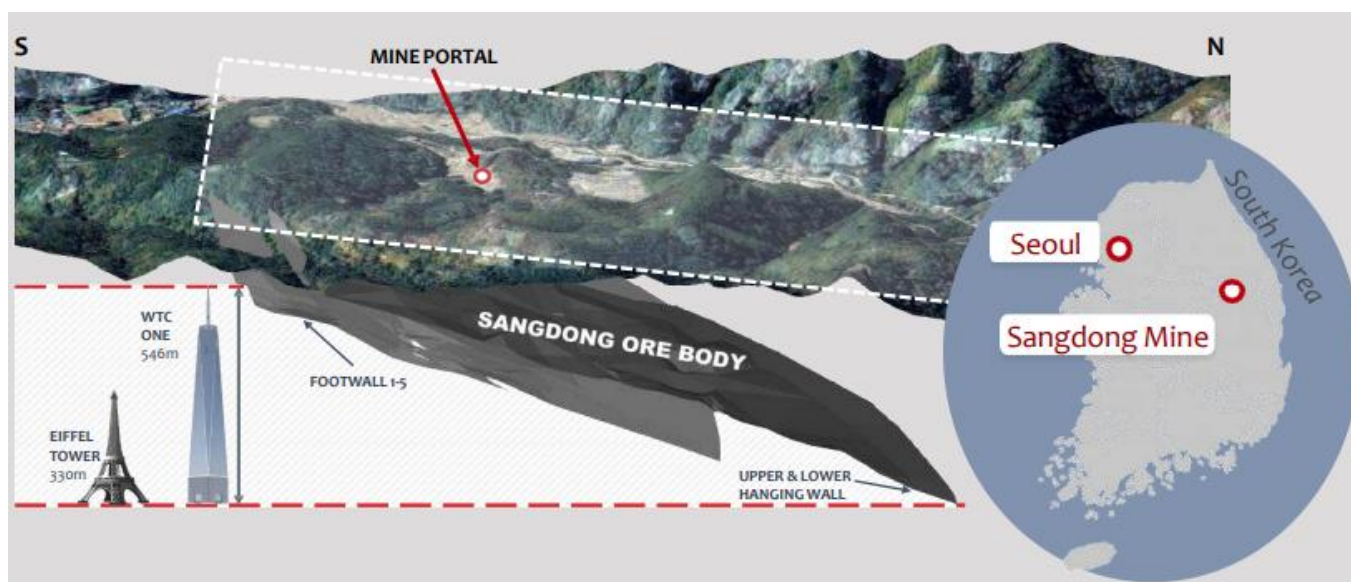 S
N
MINE PORTAL
South Korea
Seoul
Sangdong Mine
WTC
ONE
546m
SANGDONG ORE BODY
FOOTWALL 1-5
EIFFEL
TOWER
330m
UPPER & LOWER
HANGING WALL